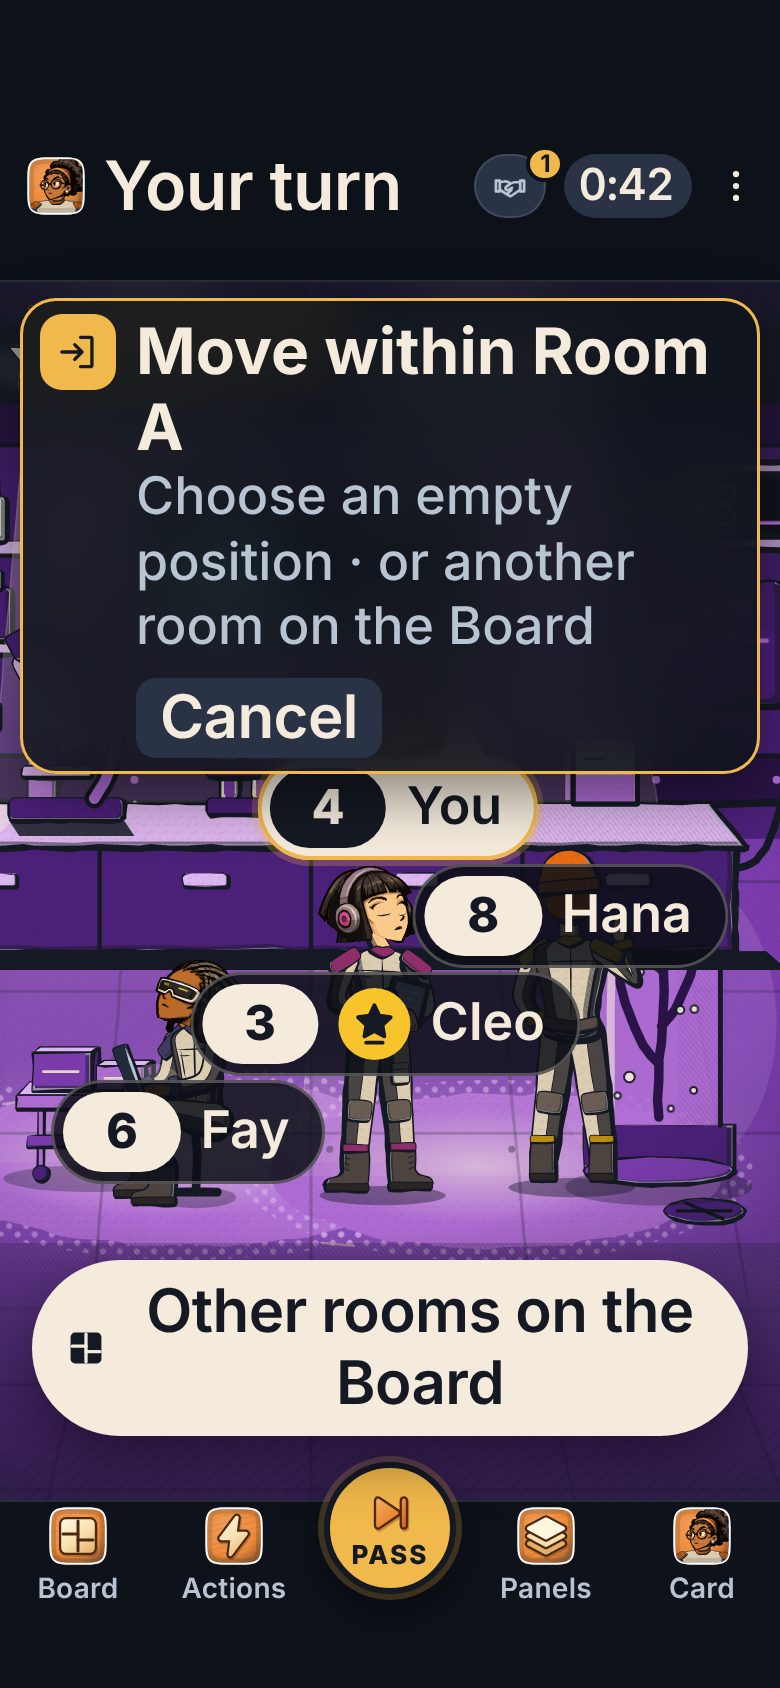 Your turn
1
0:42
Move within Room
A
Choose an empty
position · or another
room on the Board
Cancel
4 You
8 Hana
3 Cleo
6 Fay
Other rooms on the
Board
Board
Actions
PASS
Panels
Card